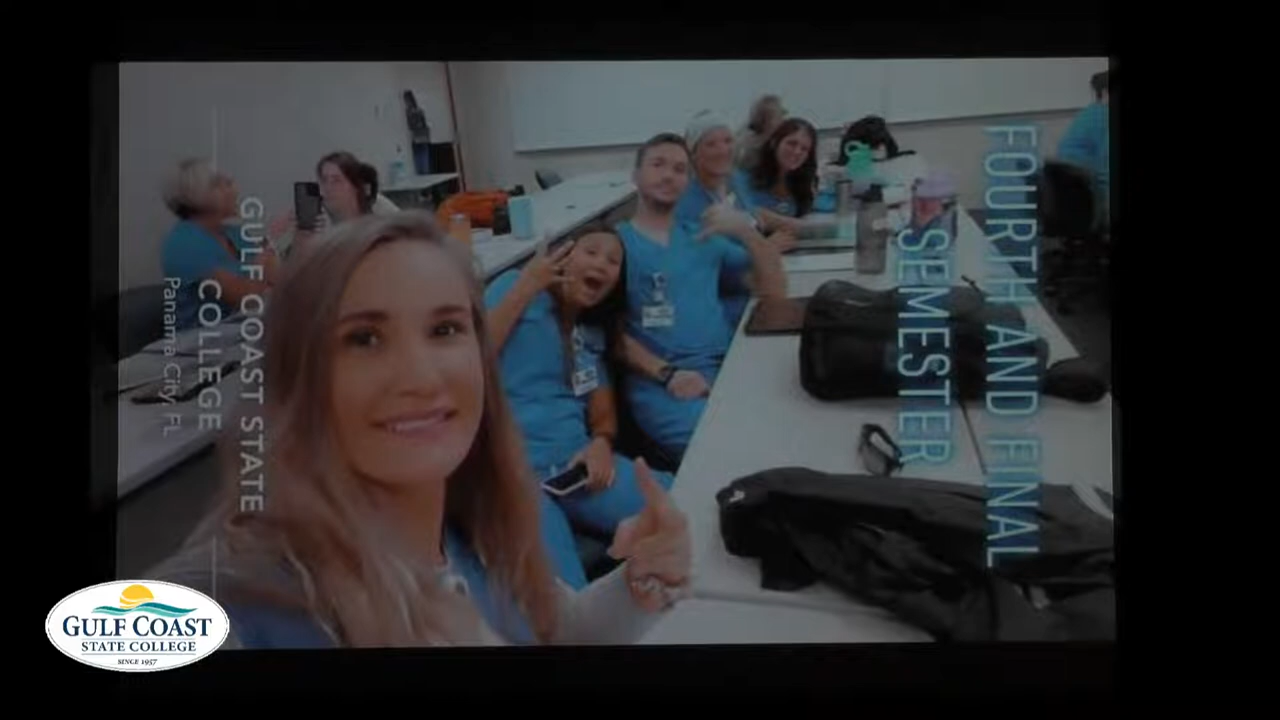 FOURTH AND FINAL
SEMESTER
GULF COAST STATE
COLLEGE
Panama City, FL
GULF COAST
STATE COLLEGE
SINCE 1957